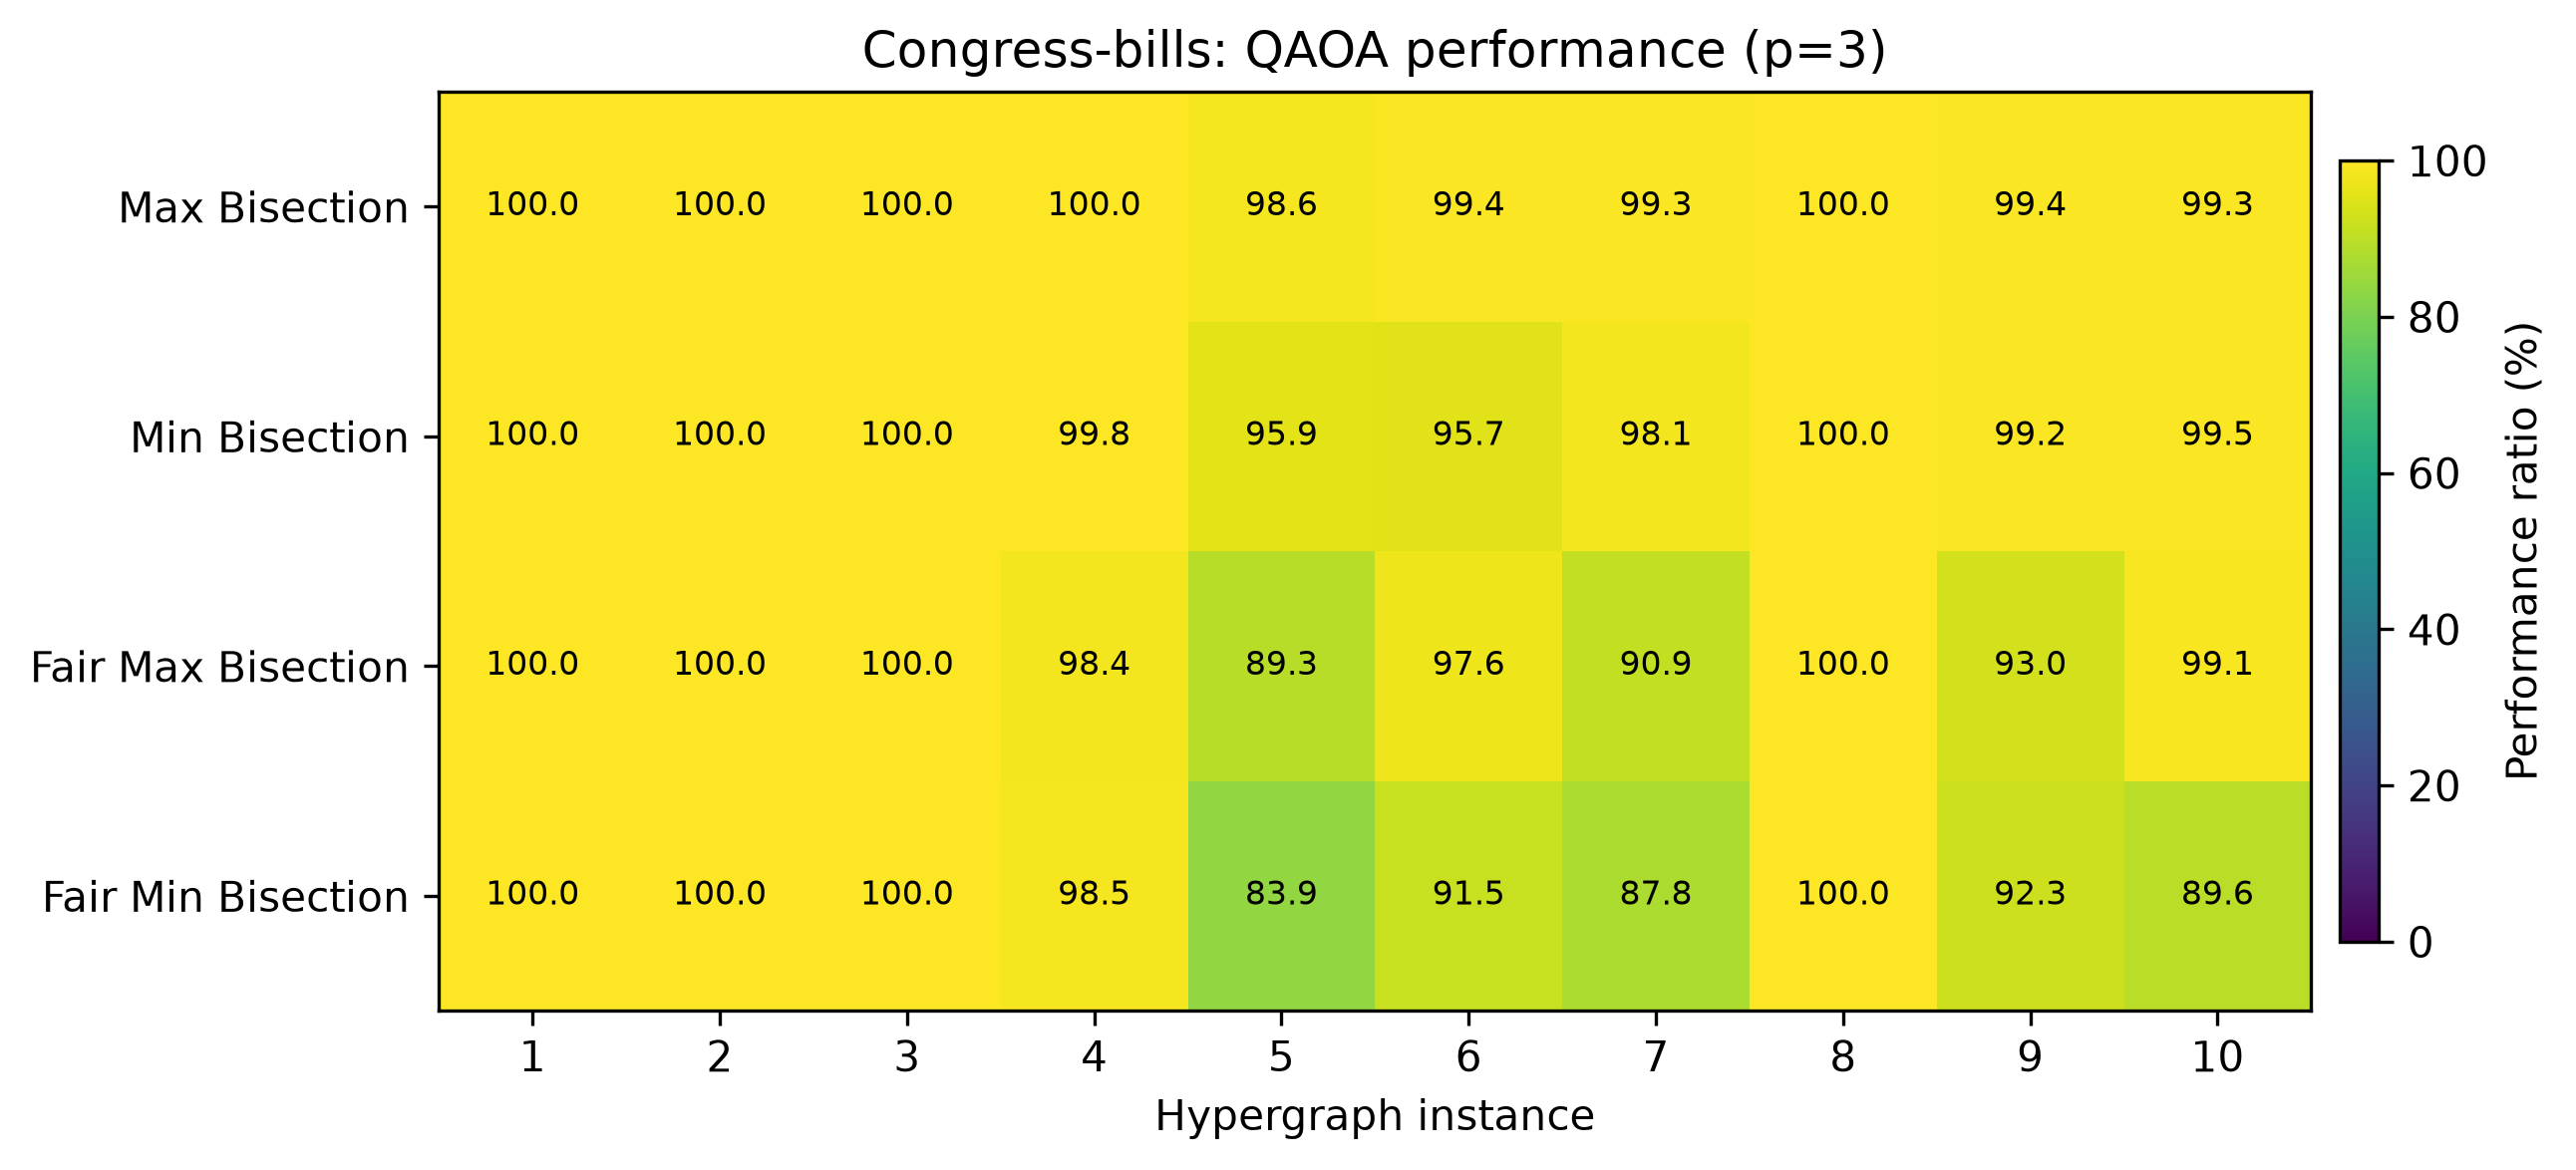 Congress-bills: QAOA performance (p=3)
Max Bisection 100.0 100.0 100.0 100.0 98.6 99.4 99.3 100.0 99.4 99.3
Min Bisection 100.0 100.0 100.0 99.8 95.9 95.7 98.1 100.0 99.2 99.5
Fair Max Bisection 100.0 100.0 100.0 98.4 89.3 97.6 90.9 100.0 93.0 99.1
Fair Min Bisection 100.0 100.0 100.0 98.5 83.9 91.5 87.8 100.0 92.3 89.6
1 2 3 4 5 6 7 8 9 10
Hypergraph instance
100
80
60
40
20
0
Performance ratio (%)